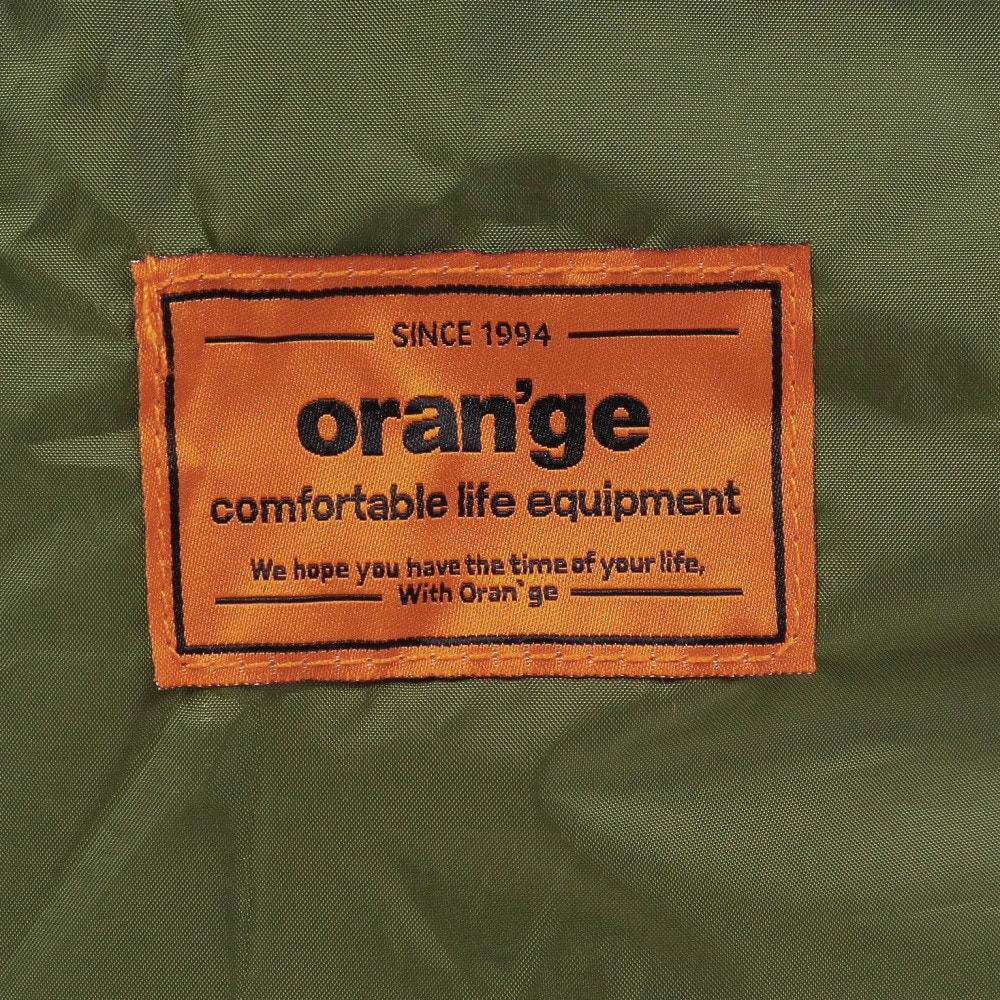 SINCE 1994
oran'ge
comfortable life equipment
We hope you have the time of your life,
With Oran`ge